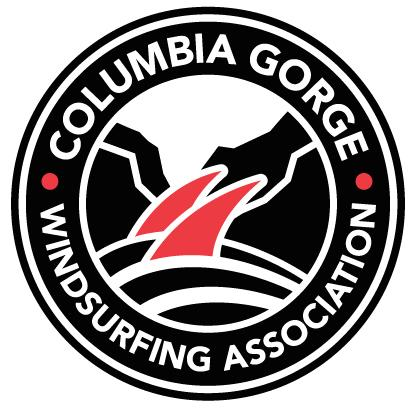 COLUMBIA GORGE
WINDSURFING ASSOCIATION